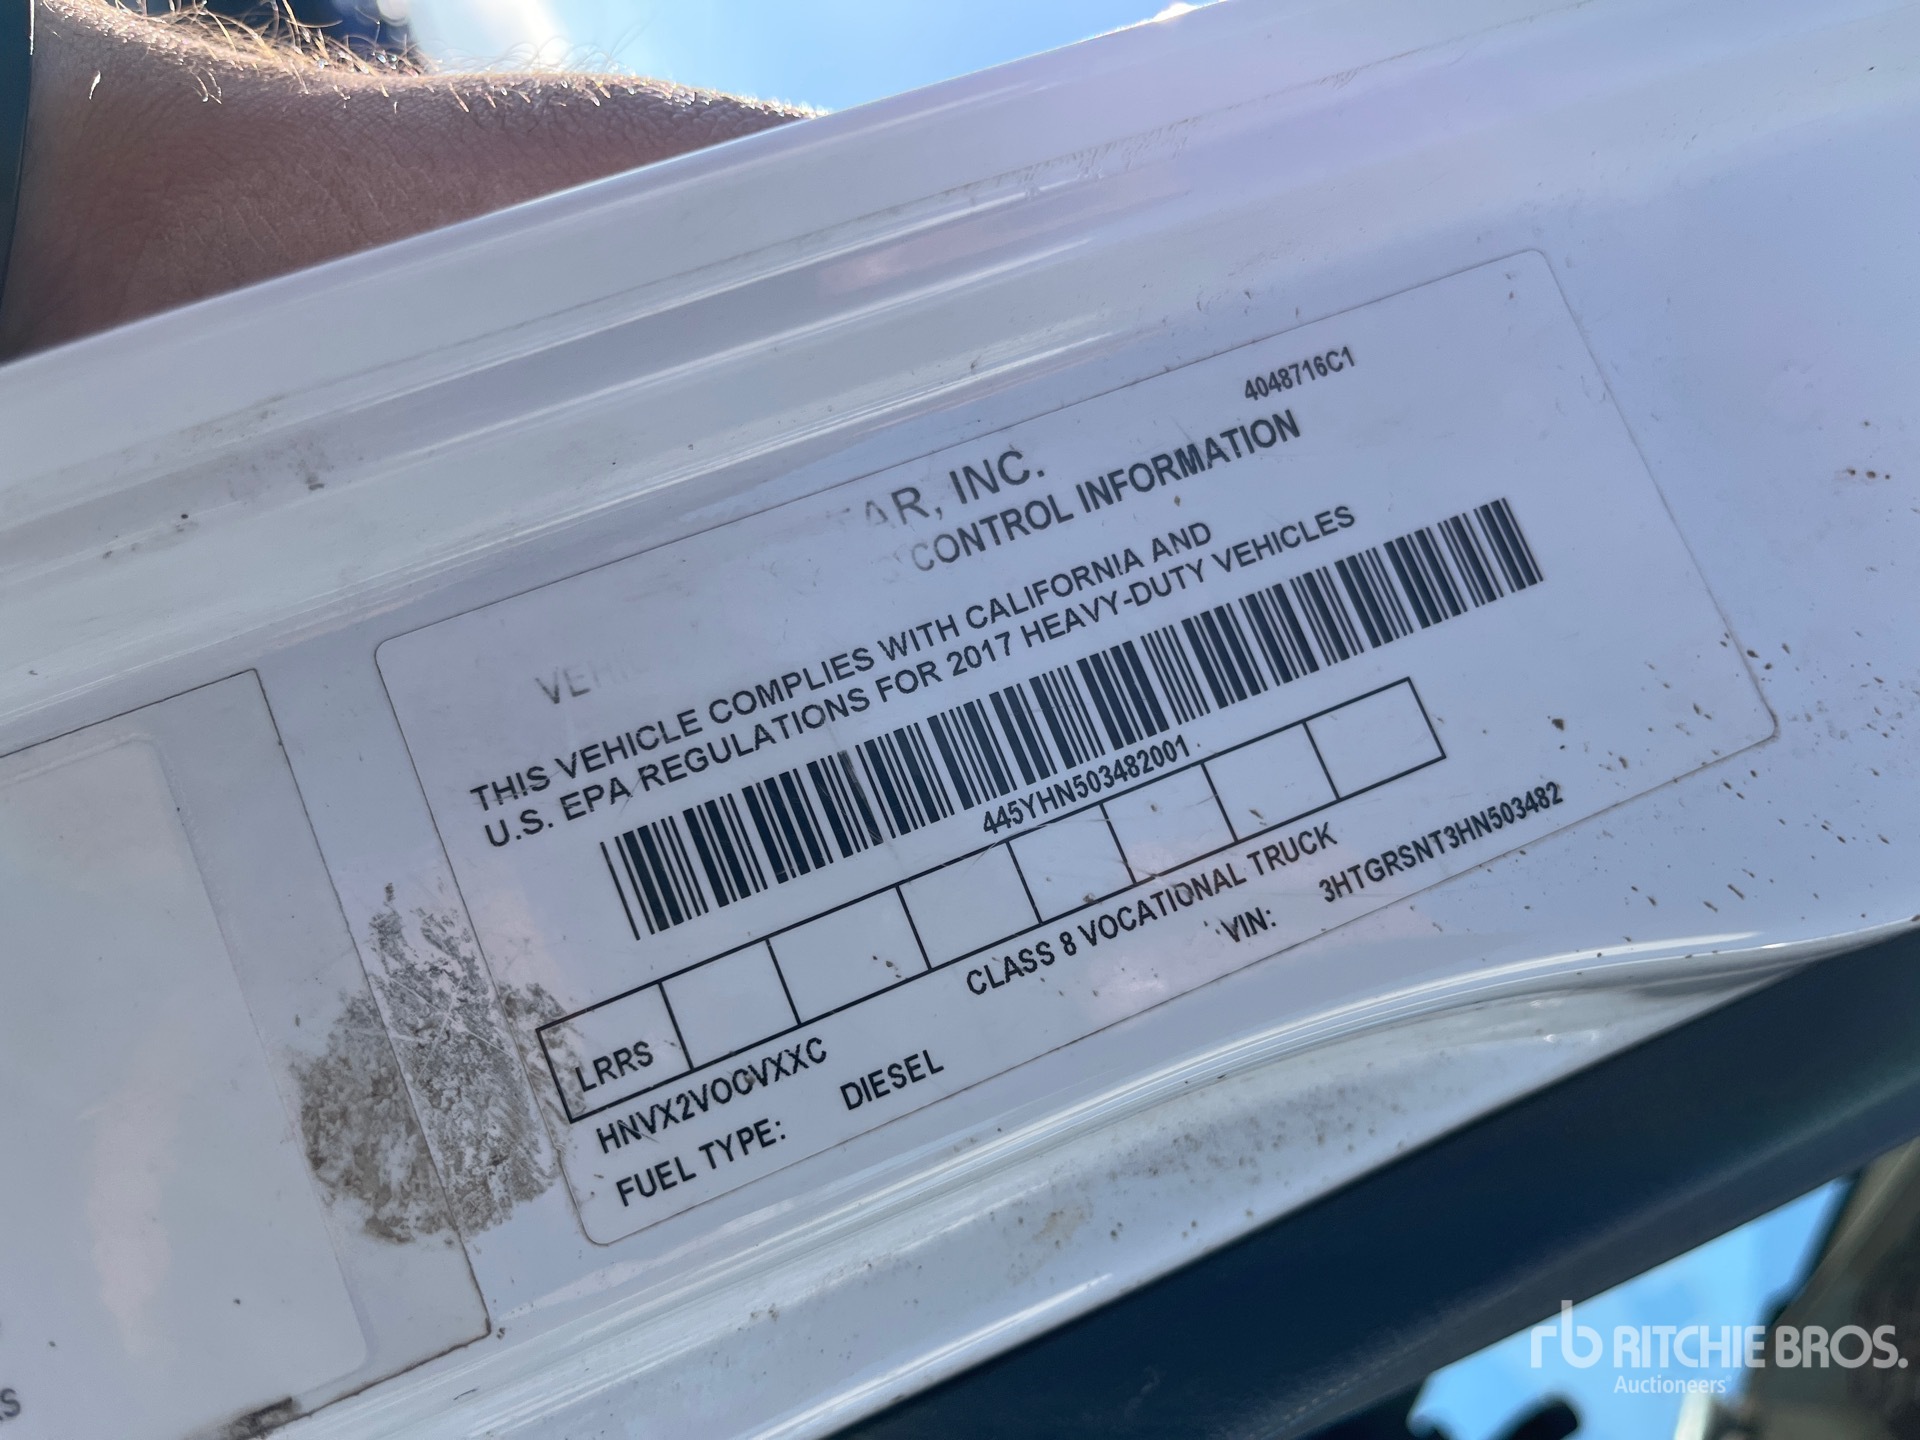 4048716C1
AR, INC.
CONTROL INFORMATION
THIS VEHICLE COMPLIES WITH CALIFORNIA AND
U.S. EPA REGULATIONS FOR 2017 HEAVY-DUTY VEHICLES
445YHN503482001
LRRS
HNVX2VOCVXXC
CLASS 8 VOCATIONAL TRUCK
FUEL TYPE: DIESEL
VIN: 3HTGRSNT3HN503482
rb RITCHIE BROS.
Auctioneers